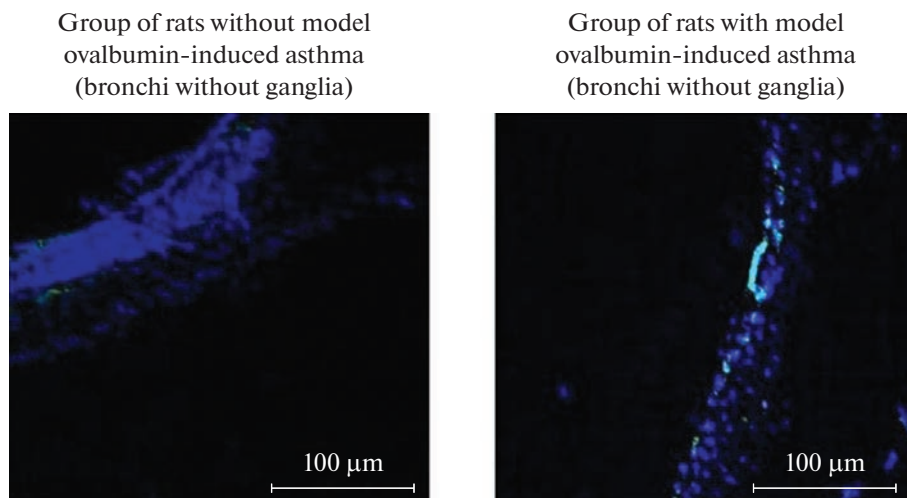 Group of rats without model
ovalbumin-induced asthma
(bronchi without ganglia)
Group of rats with model
ovalbumin-induced asthma
(bronchi without ganglia)
100 μm
100 μm